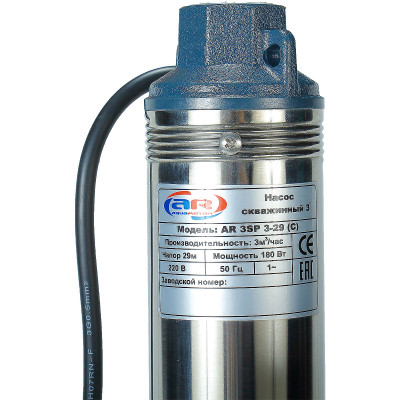 aR
AQUAMOTOR
Насос
скважинный 3
Модель: AR 3SP 3-29 (С)
Производительность: 3м³/час
Напор 29м Мощность 180 Вт
220 В 50 Гц 1~
Заводской номер:
CE
EAC
H07RN-F 3G0.5mm²